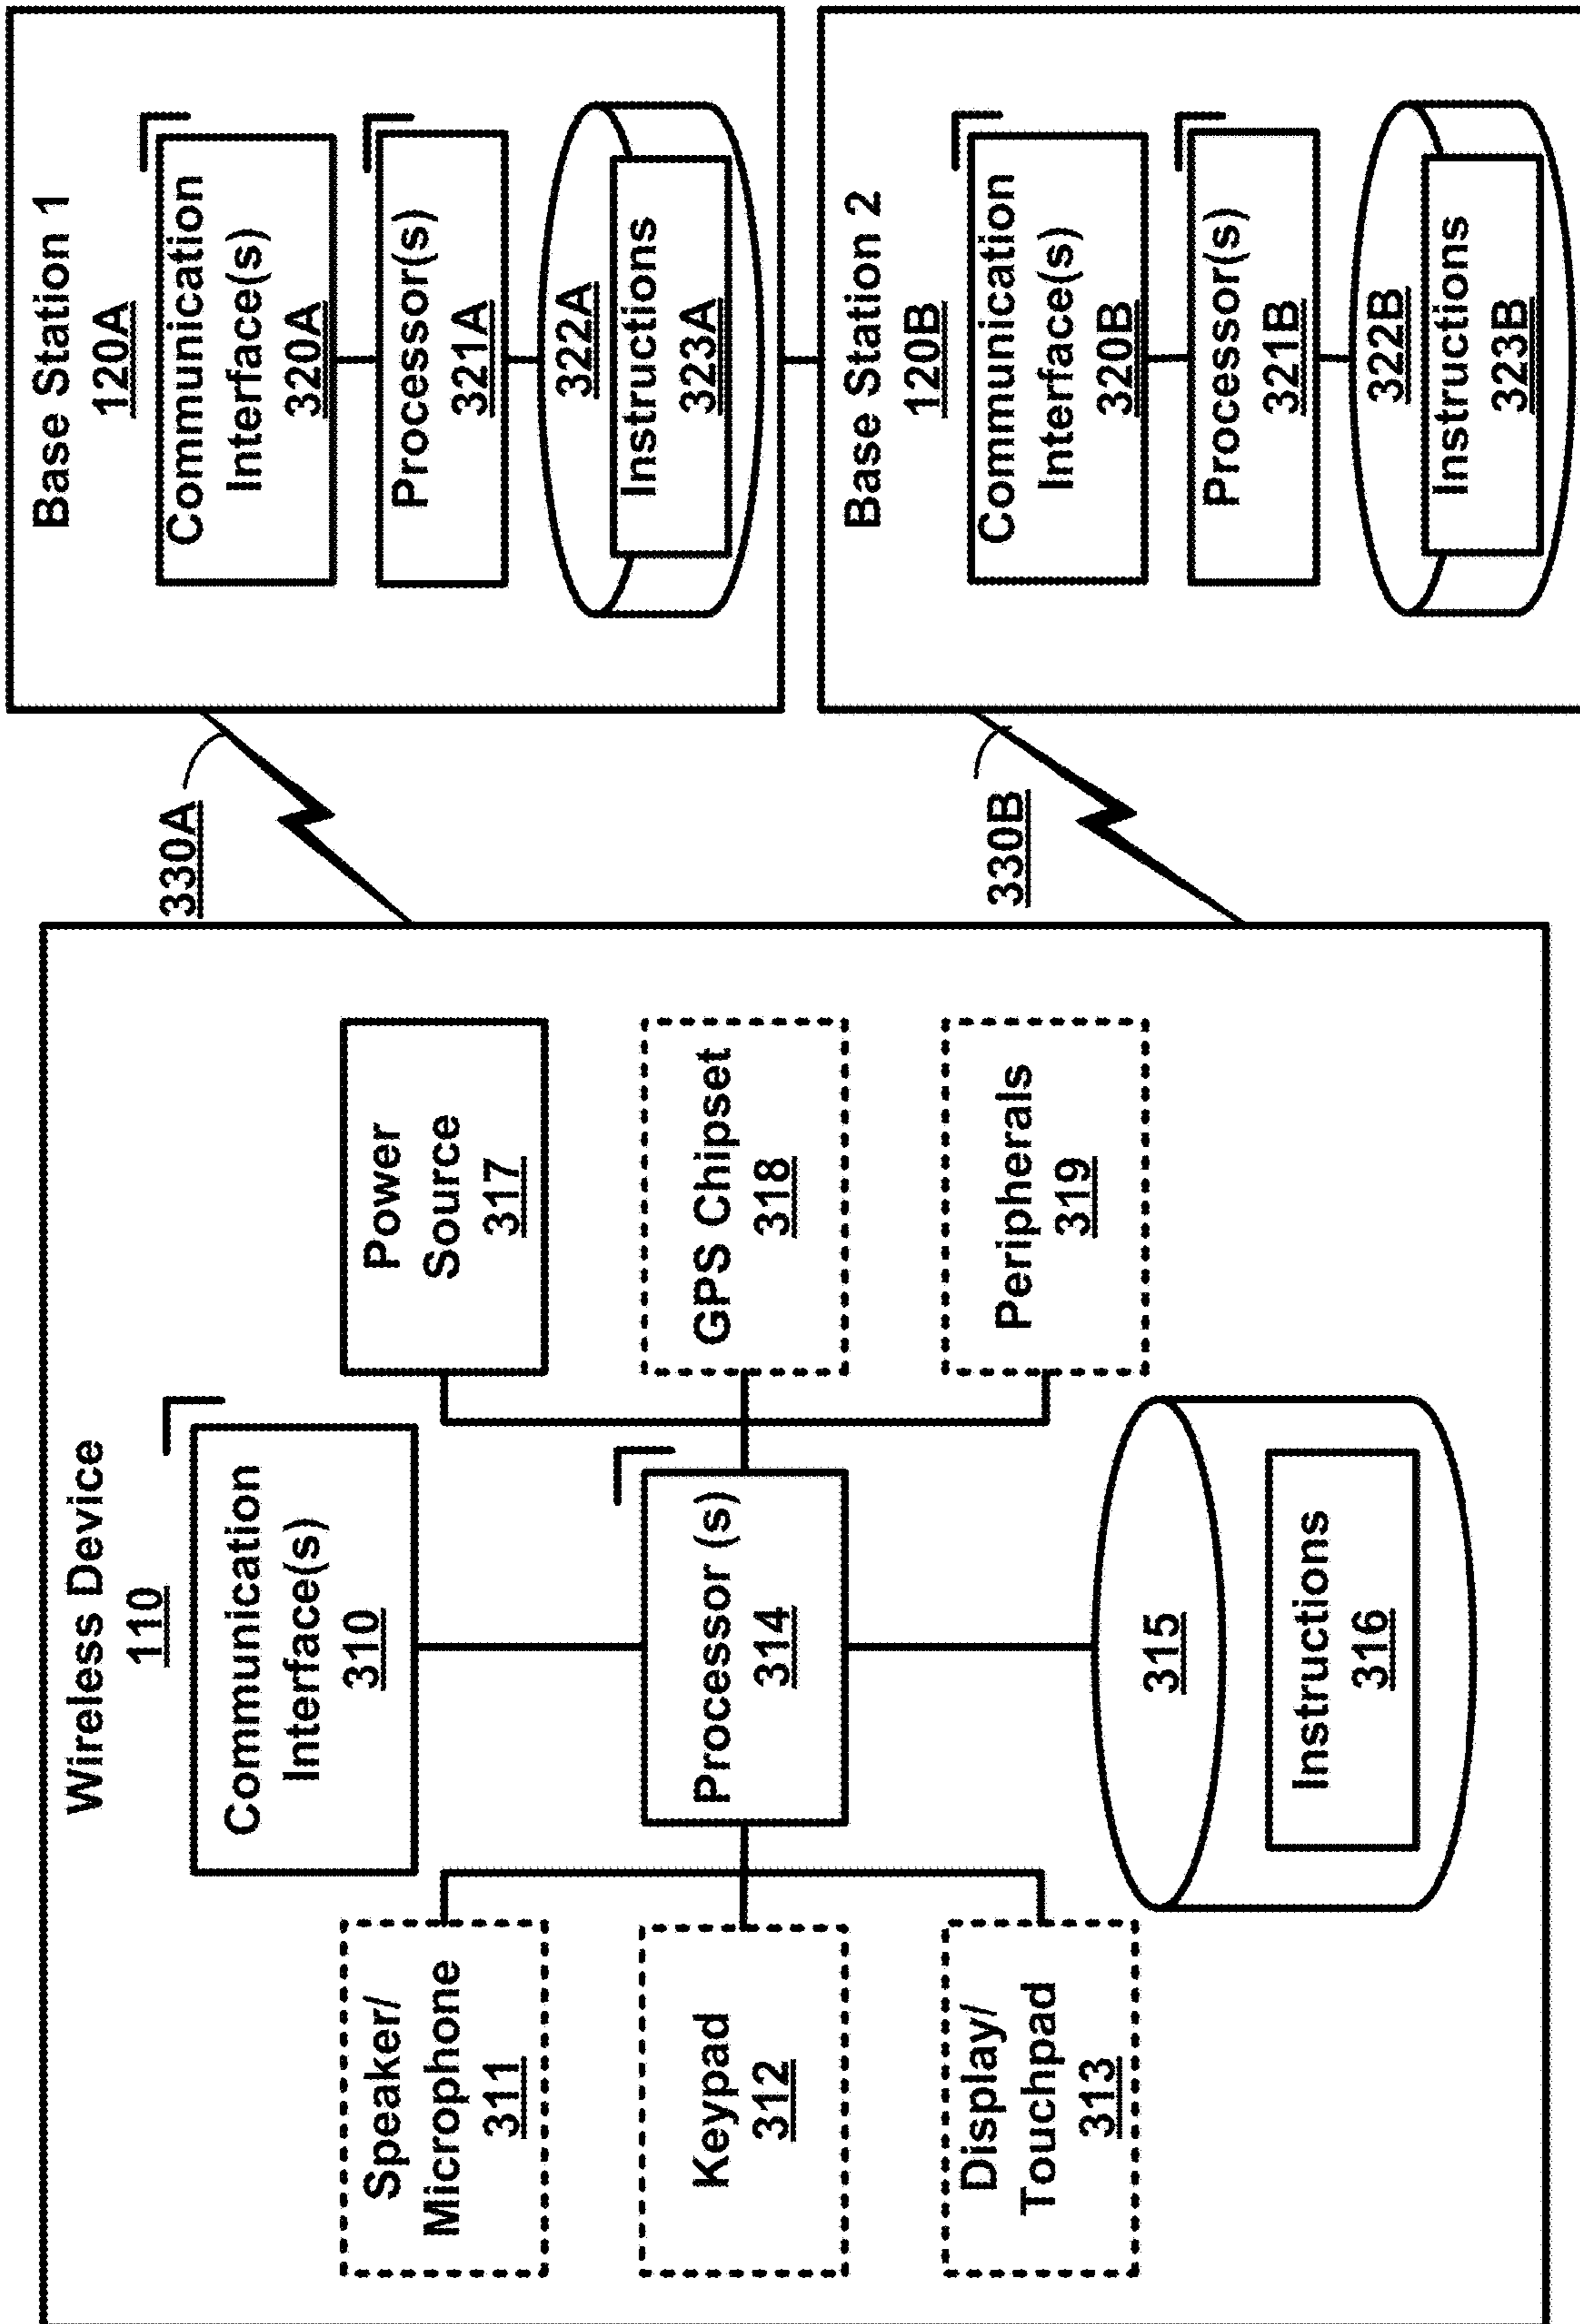 Wireless Device
110
Communication
Interface(s)
310
Speaker/
Microphone
311
Power
Source
317
Keypad
312
Processor (s)
314
GPS Chipset
318
Display/
Touchpad
313
Peripherals
319
315
Instructions
316
330A
330B
Base Station 1
120A
Communication
Interface(s)
320A
Processor(s)
321A
322A
Instructions
323A
Base Station 2
120B
Communication
Interface(s)
320B
Processor(s)
321B
322B
Instructions
323B